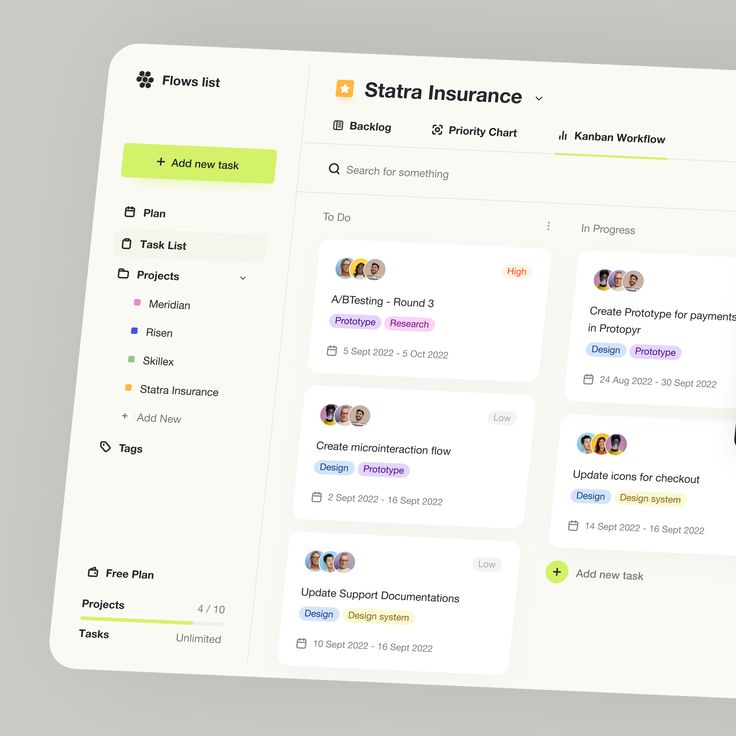 Flows list
+ Add new task
Plan
Task List
Projects
Meridian
Risen
Skillex
Statra Insurance
+ Add New
Tags
Free Plan
Projects 4 / 10
Tasks Unlimited
Statra Insurance
Backlog
Priority Chart
Kanban Workflow
Search for something
To Do
High
A/BTesting - Round 3
Prototype Research
5 Sept 2022 - 5 Oct 2022
Low
Create microinteraction flow
Design Prototype
2 Sept 2022 - 16 Sept 2022
Low
Update Support Documentations
Design Design system
10 Sept 2022 - 16 Sept 2022
In Progress
Create Prototype for payments
in Protopyr
Design Prototype
24 Aug 2022 - 30 Sept 2022
Update icons for checkout
Design Design system
14 Sept 2022 - 16 Sept 2022
+ Add new task